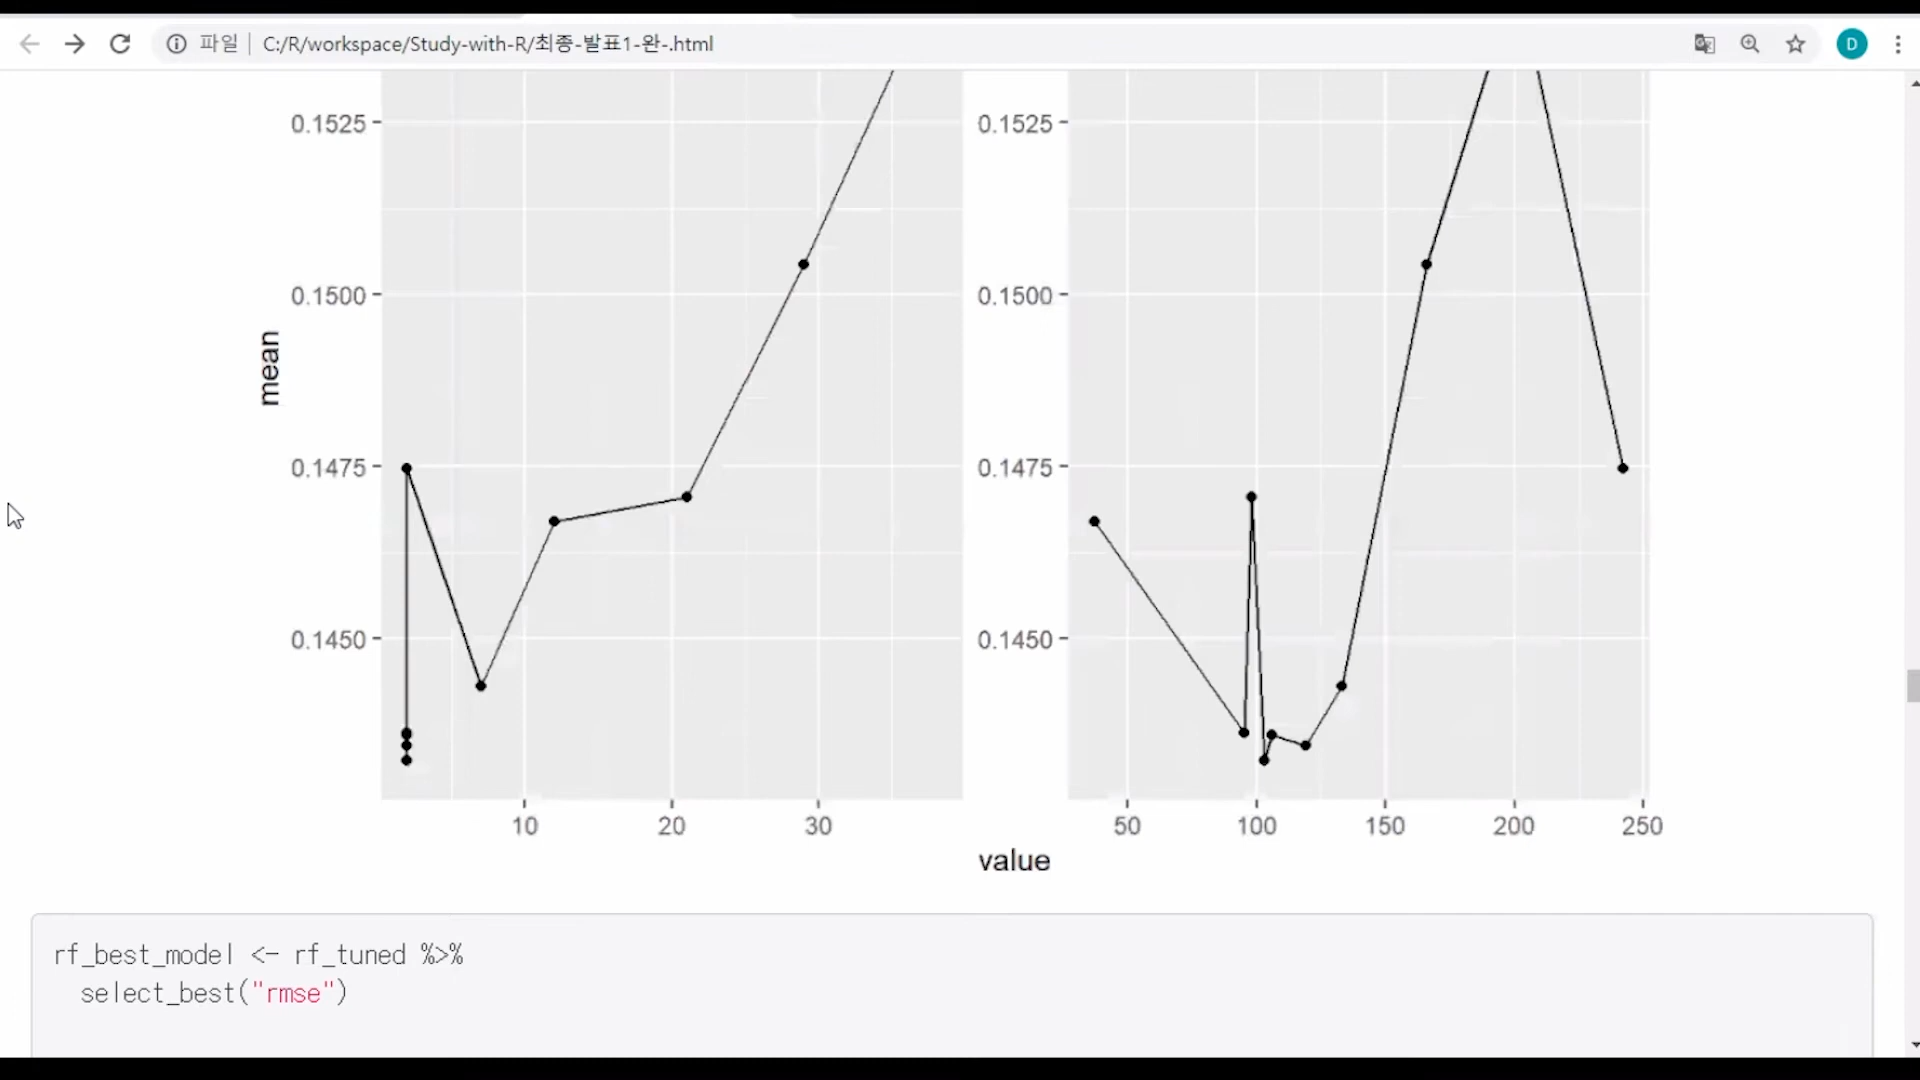 파일 C:/R/workspace/Study-with-R/최종-발표1-완-.html
D
0.1525
0.1500
0.1475
0.1450
mean
0.1525
0.1500
0.1475
0.1450
10 20 30
50 100 150 200 250
value
rf_best_model <- rf_tuned %>%
select_best("rmse")